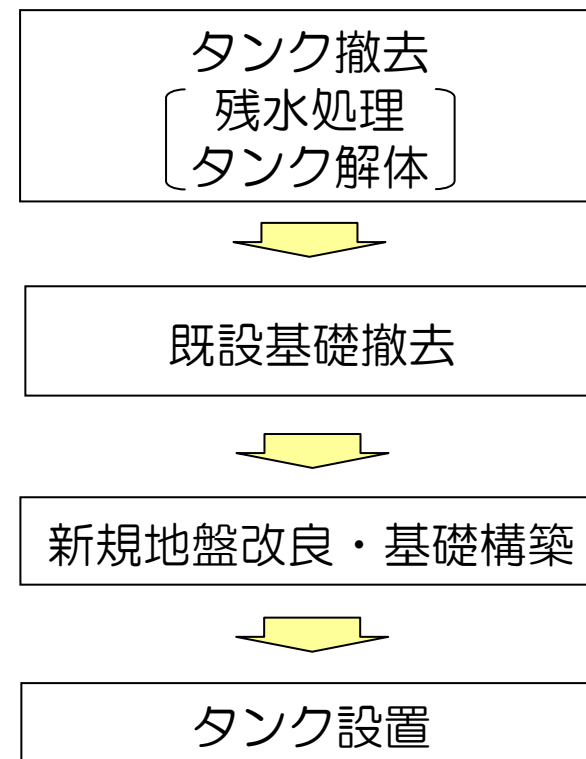 タンク撤去
残水処理
タンク解体
既設基礎撤去
新規地盤改良・基礎構築
タンク設置